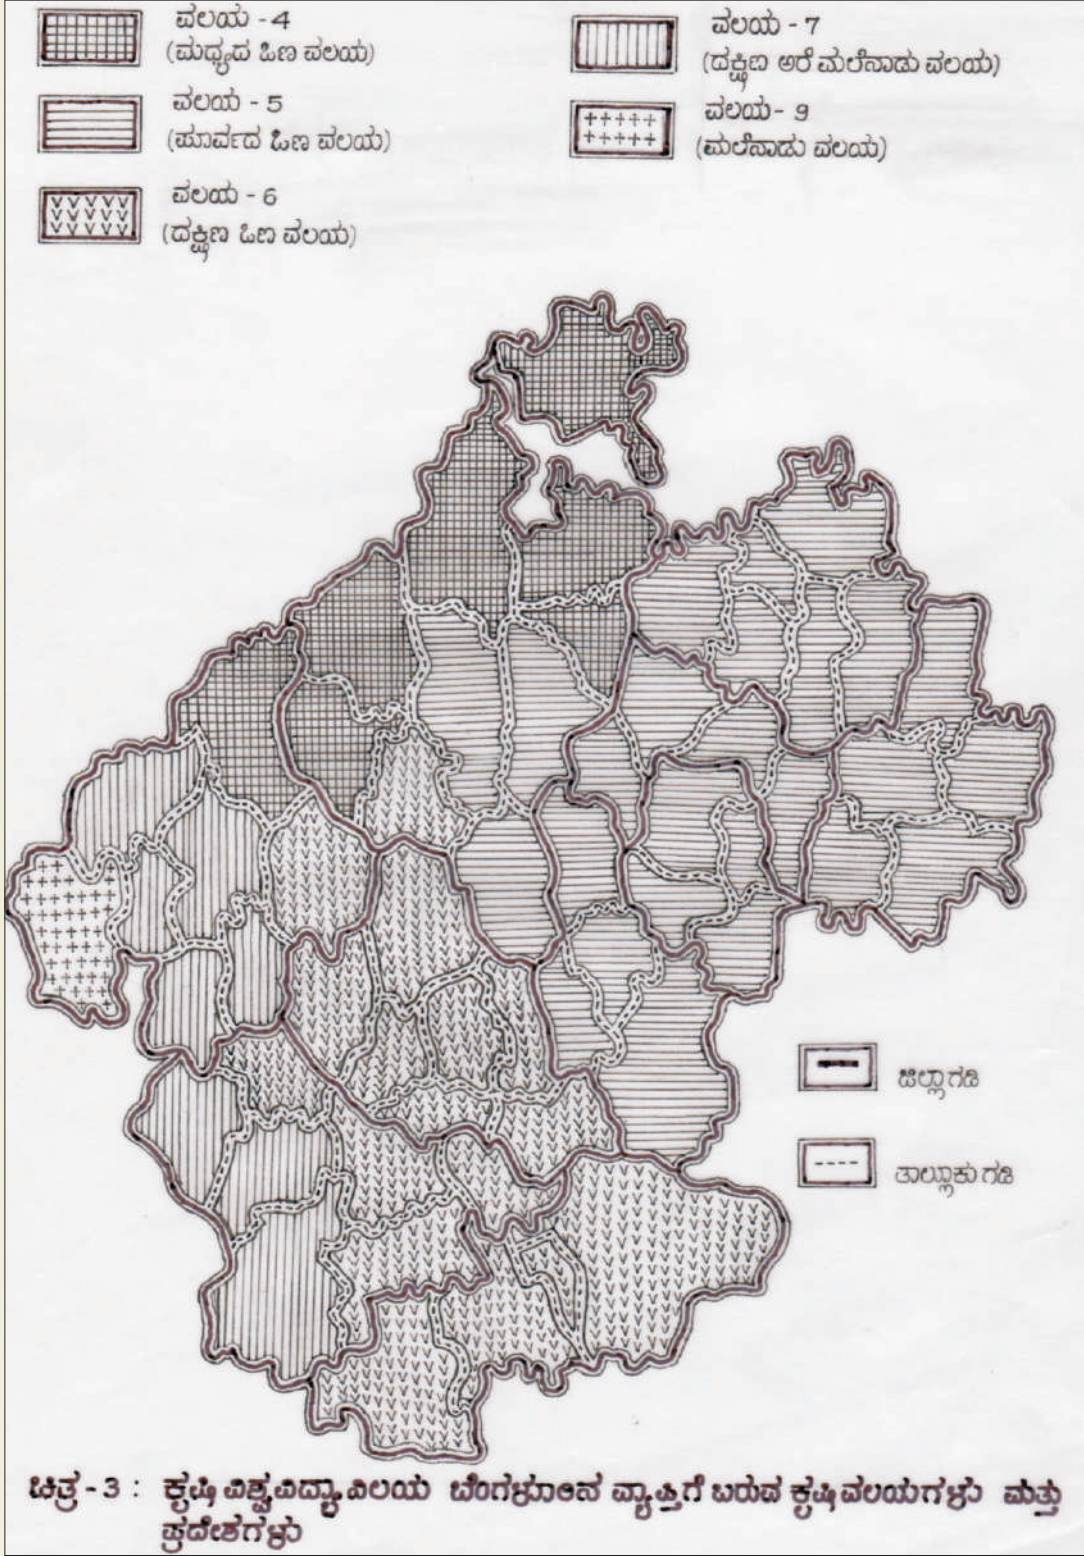 ವಲಯ - 4
(ಮಧ್ಯದ ಒಣ ವಲಯ)
ವಲಯ - 5
(ಪೂರ್ವದ ಒಣ ವಲಯ)
ವಲಯ - 6
(ದಕ್ಷಿಣ ಒಣ ವಲಯ)
ವಲಯ - 7
(ದಕ್ಷಿಣ ಅರೆ ಮಲೆನಾಡು ವಲಯ)
ವಲಯ - 9
(ಮಲೆನಾಡು ವಲಯ)
ಜಿಲ್ಲಾ ಗಡಿ
ತಾಲ್ಲೂಕು ಗಡಿ
ಚಿತ್ರ - 3 : ಕೃಷಿ ವಿಶ್ವವಿದ್ಯಾನಿಲಯ ಬೆಂಗಳೂರಿನ ವ್ಯಾಪ್ತಿಗೆ ಬರುವ ಕೃಷಿ ವಲಯಗಳು ಮತ್ತು
ಪ್ರದೇಶಗಳು